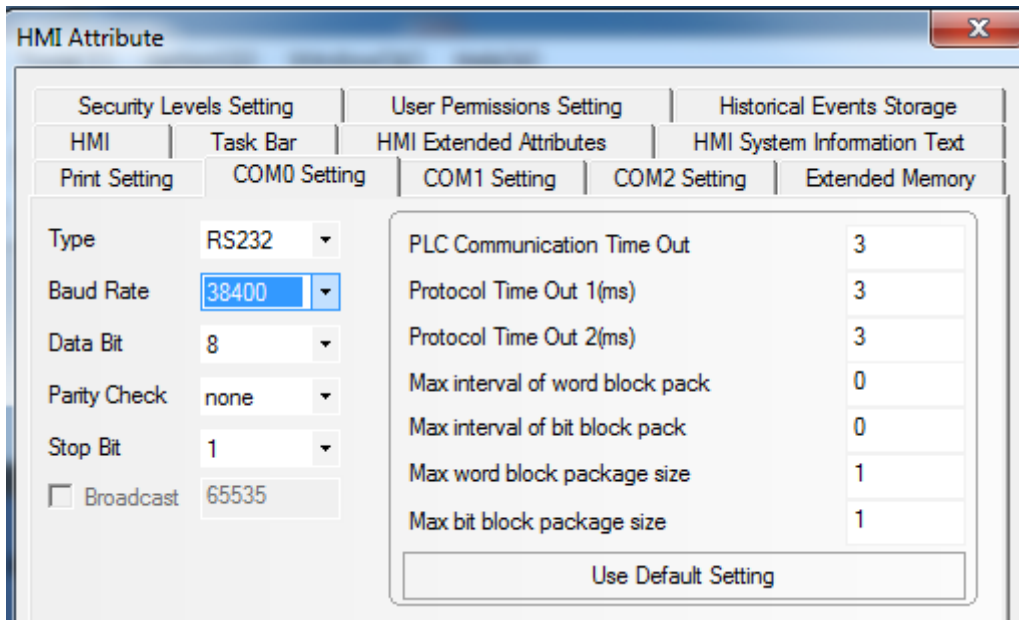 HMI Attribute
Security Levels Setting
User Permissions Setting
Historical Events Storage
HMI
Task Bar
HMI Extended Attributes
HMI System Information Text
Print Setting
COM0 Setting
COM1 Setting
COM2 Setting
Extended Memory
Type RS232
Baud Rate 38400
Data Bit 8
Parity Check none
Stop Bit 1
Broadcast 65535
PLC Communication Time Out 3
Protocol Time Out 1(ms) 3
Protocol Time Out 2(ms) 3
Max interval of word block pack 0
Max interval of bit block pack 0
Max word block package size 1
Max bit block package size 1
Use Default Setting